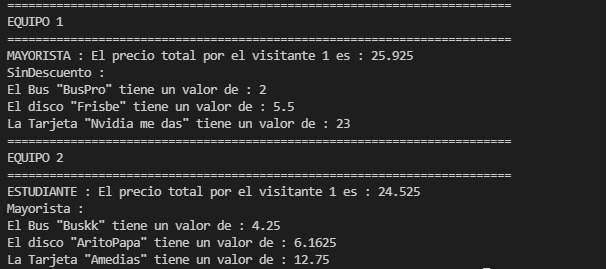 ========================================================================
EQUIPO 1
========================================================================
MAYORISTA : El precio total por el visitante 1 es : 25.925
SinDescuento :
El Bus "BusPro" tiene un valor de : 2
El disco "Frisbe" tiene un valor de : 5.5
La Tarjeta "Nvidia me das" tiene un valor de : 23
========================================================================
EQUIPO 2
========================================================================
ESTUDIANTE : El precio total por el visitante 1 es : 24.525
Mayorista :
El Bus "Buskk" tiene un valor de : 4.25
El disco "AritoPapa" tiene un valor de : 6.1625
La Tarjeta "Amedias" tiene un valor de : 12.75